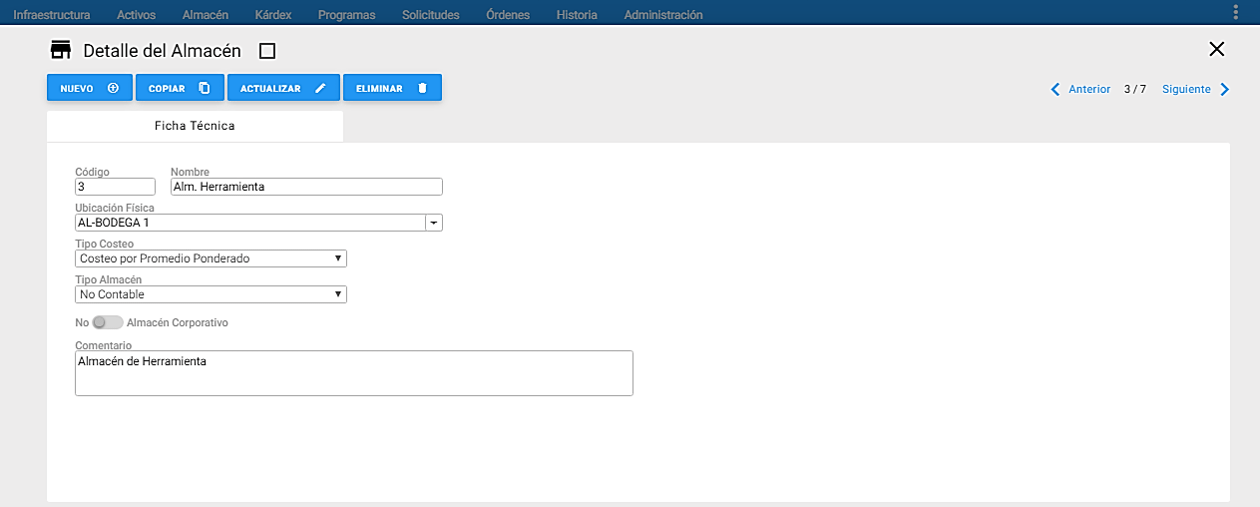 Infraestructura Activos Almacén Kárdex Programas Solicitudes Órdenes Historia Administración
Detalle del Almacén
NUEVO COPIAR ACTUALIZAR ELIMINAR Anterior 3 / 7 Siguiente
Ficha Técnica
Código Nombre
3 Alm. Herramienta
Ubicación Física
AL-BODEGA 1
Tipo Costeo
Costeo por Promedio Ponderado
Tipo Almacén
No Contable
No Almacén Corporativo
Comentario
Almacén de Herramienta